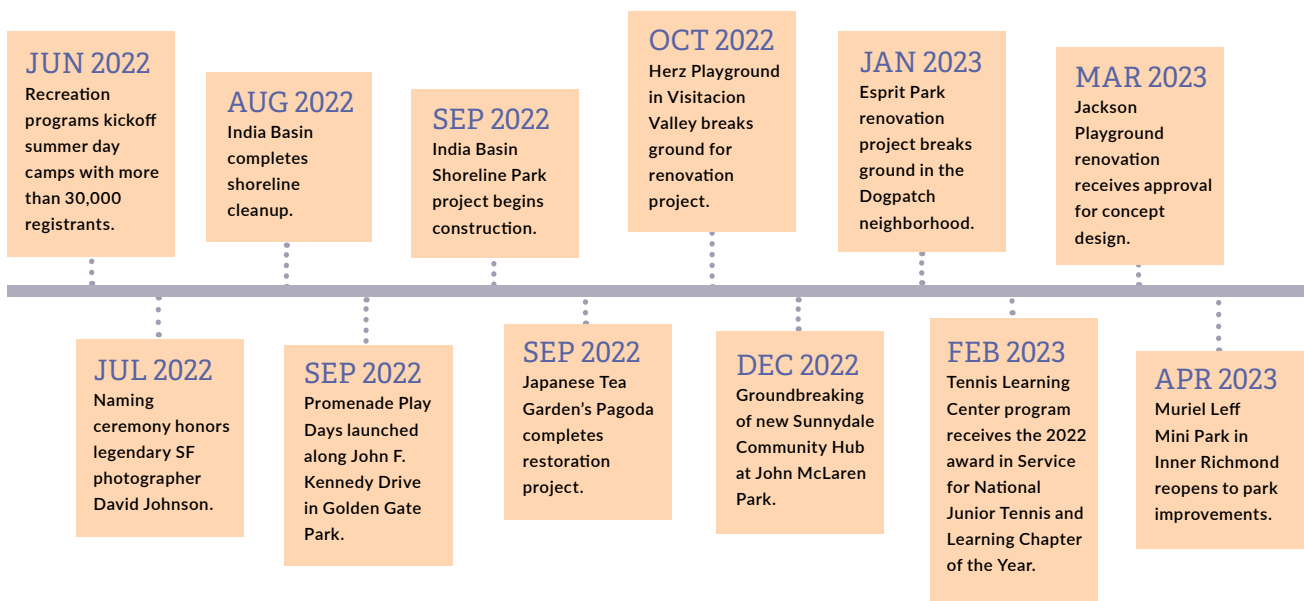 JUN 2022
Recreation
programs kickoff
summer day
camps with more
than 30,000
registrants.
JUL 2022
Naming
ceremony honors
legendary SF
photographer
David Johnson.
AUG 2022
India Basin
completes
shoreline
cleanup.
SEP 2022
Promenade Play
Days launched
along John F.
Kennedy Drive
in Golden Gate
Park.
SEP 2022
India Basin
Shoreline Park
project begins
construction.
SEP 2022
Japanese Tea
Garden’s Pagoda
completes
restoration
project.
OCT 2022
Herz Playground
in Visitacion
Valley breaks
ground for
renovation
project.
DEC 2022
Groundbreaking
of new Sunnydale
Community Hub
at John McLaren
Park.
JAN 2023
Esprit Park
renovation
project breaks
ground in the
Dogpatch
neighborhood.
FEB 2023
Tennis Learning
Center program
receives the 2022
award in Service
for National
Junior Tennis and
Learning Chapter
of the Year.
MAR 2023
Jackson
Playground
renovation
receives approval
for concept
design.
APR 2023
Muriel Leff
Mini Park in
Inner Richmond
reopens to park
improvements.